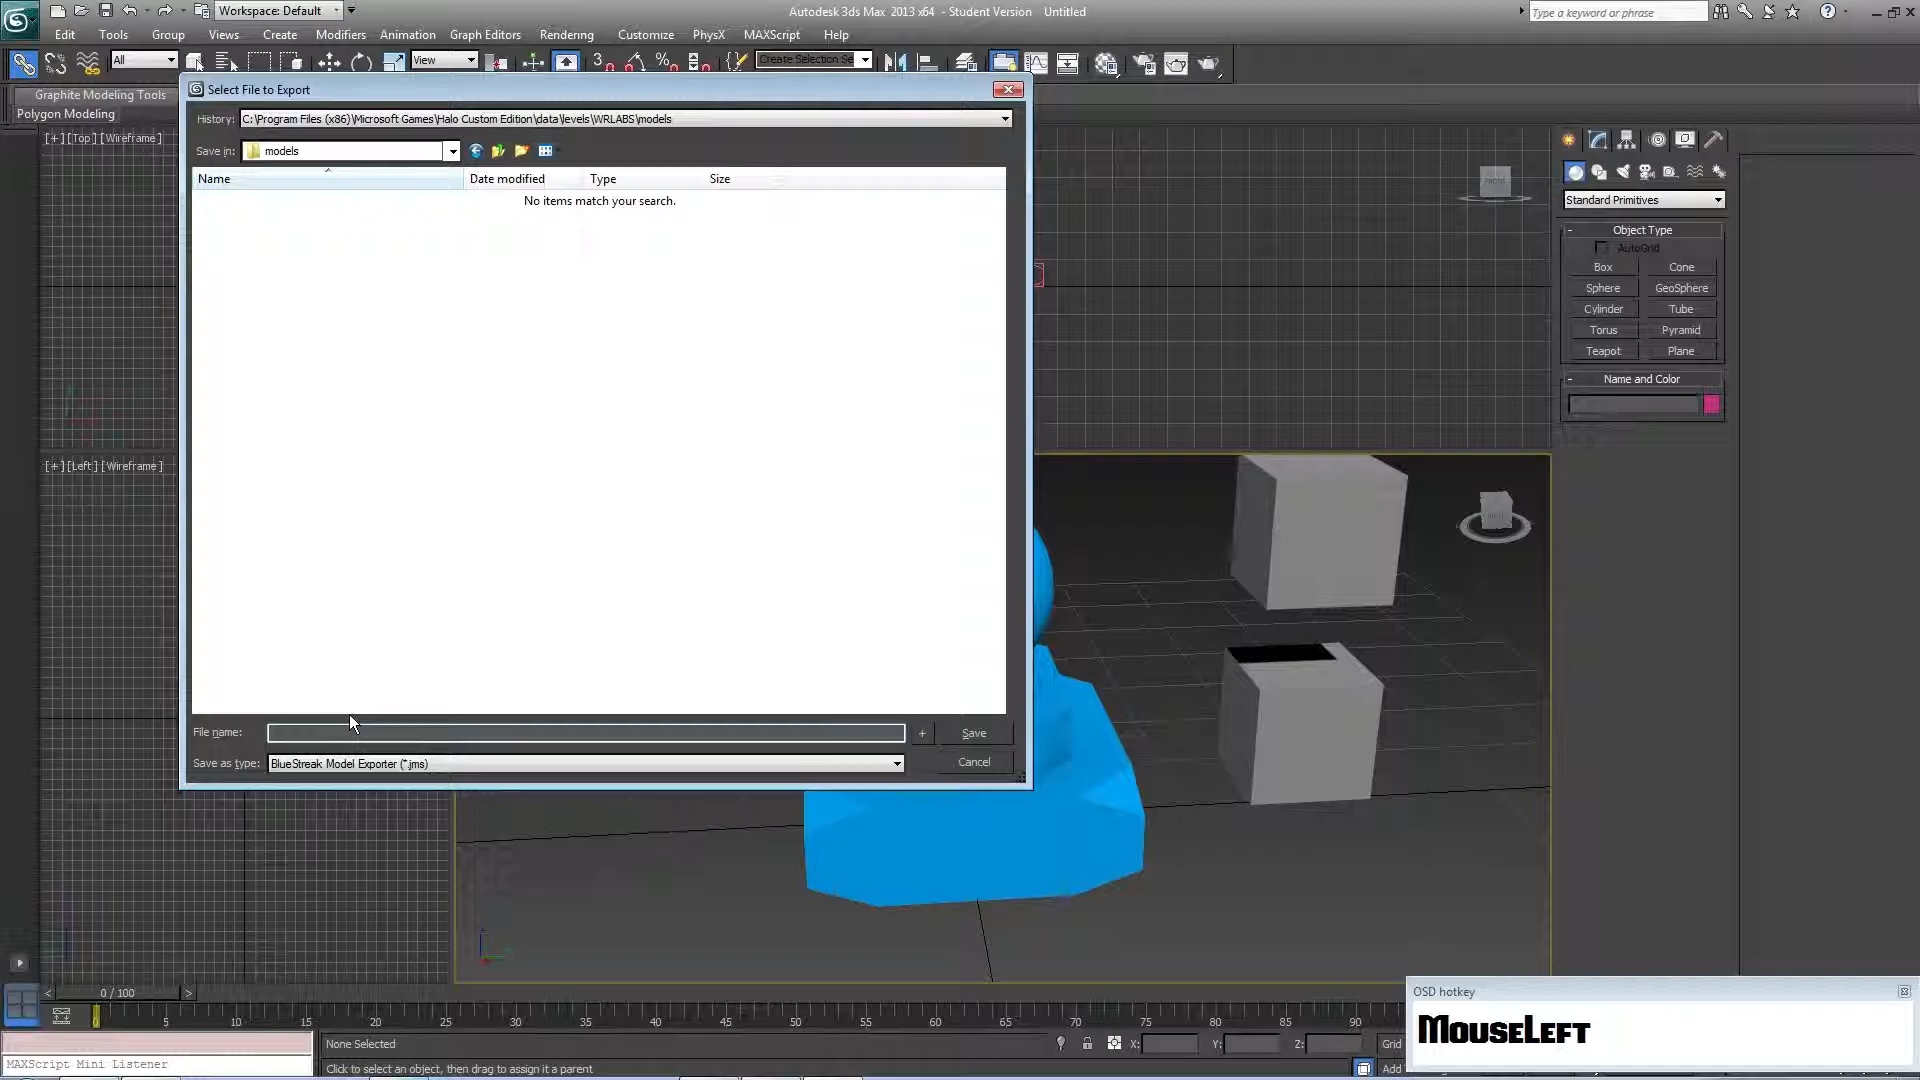 Workspace: Default
Autodesk 3ds Max 2013 x64 - Student Version Untitled
Type a keyword or phrase
Edit Tools Group Views Create Modifiers Animation Graph Editors Rendering Customize PhysX MAXScript Help
All
View
3
Create Selection Se
Graphite Modeling Tools
Polygon Modeling
Select File to Export
History: C:\Program Files (x86)\Microsoft Games\Halo Custom Edition\data\levels\WRLABS\models
Save in: models
Name Date modified Type Size
No items match your search.
File name:
+ Save
Save as type: BlueStreak Model Exporter (*.jms)
Cancel
[+][Top][Wireframe]
[+][Left][Wireframe]
Standard Primitives
- Object Type
AutoGrid
Box Cone
Sphere GeoSphere
Cylinder Tube
Torus Pyramid
Teapot Plane
- Name and Color
< 0 / 100 >
0 5 10 15 20 25 30 35 40 45 50 55 60 65 70 75 80 85 90
None Selected
X: Y: Z: Grid
MAXScript Mini Listener
Click to select an object, then drag to assign it a parent
Add
OSD hotkey
MouseLeft